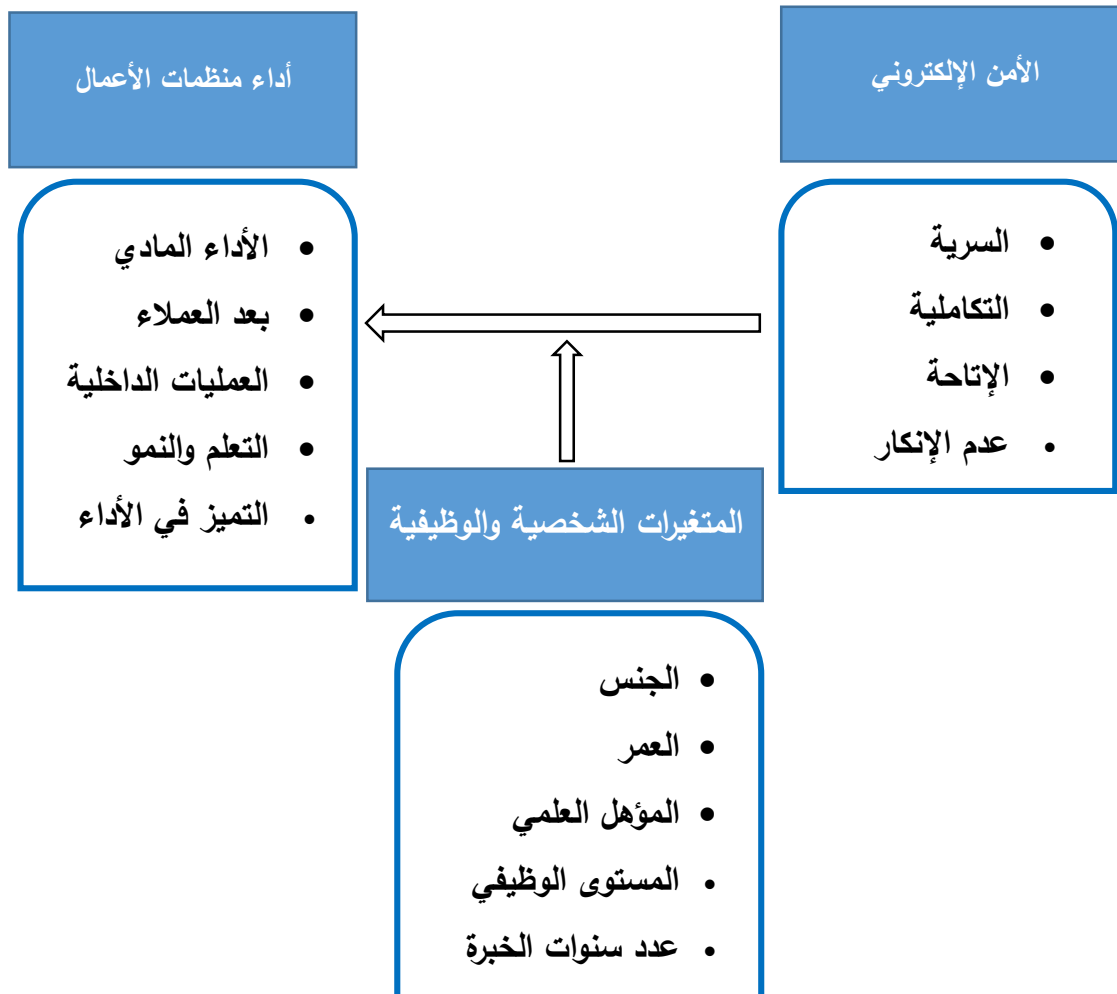 الأمن الإلكتروني
• السرية
• التكاملية
• الإتاحة
• عدم الإنكار
أداء منظمات الأعمال
• الأداء المادي
• بعد العملاء
• العمليات الداخلية
• التعلم والنمو
• التميز في الأداء
المتغيرات الشخصية والوظيفية
• الجنس
• العمر
• المؤهل العلمي
• المستوى الوظيفي
• عدد سنوات الخبرة